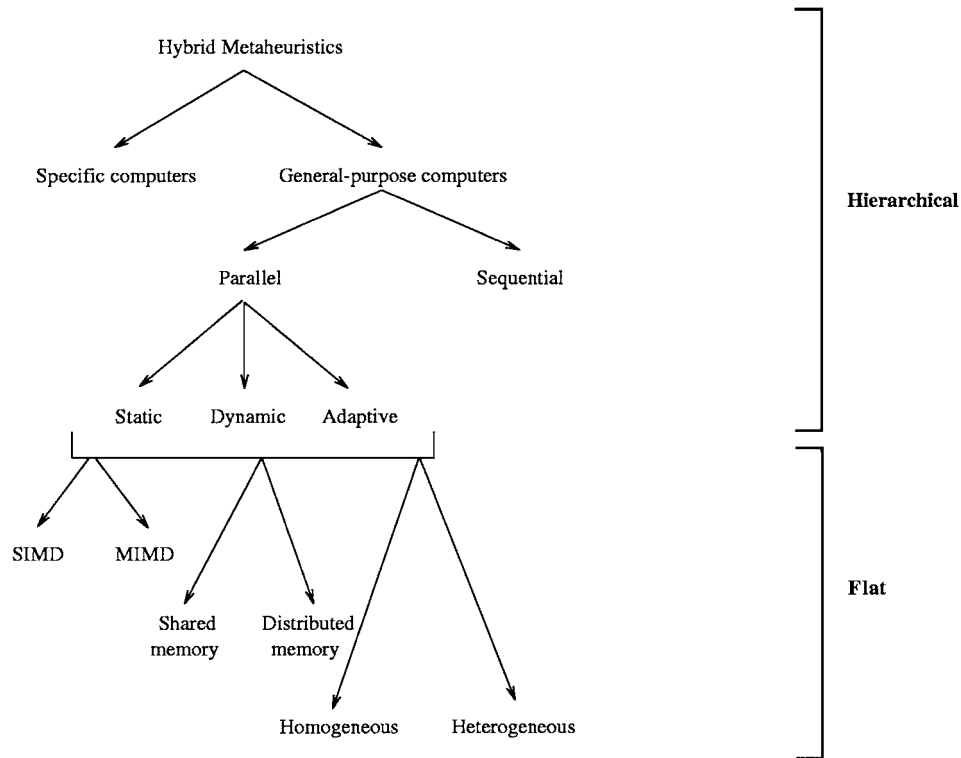 Hybrid Metaheuristics
Specific computers
General-purpose computers
Hierarchical
Parallel
Sequential
Static
Dynamic
Adaptive
SIMD
MIMD
Flat
Shared
memory
Distributed
memory
Homogeneous
Heterogeneous